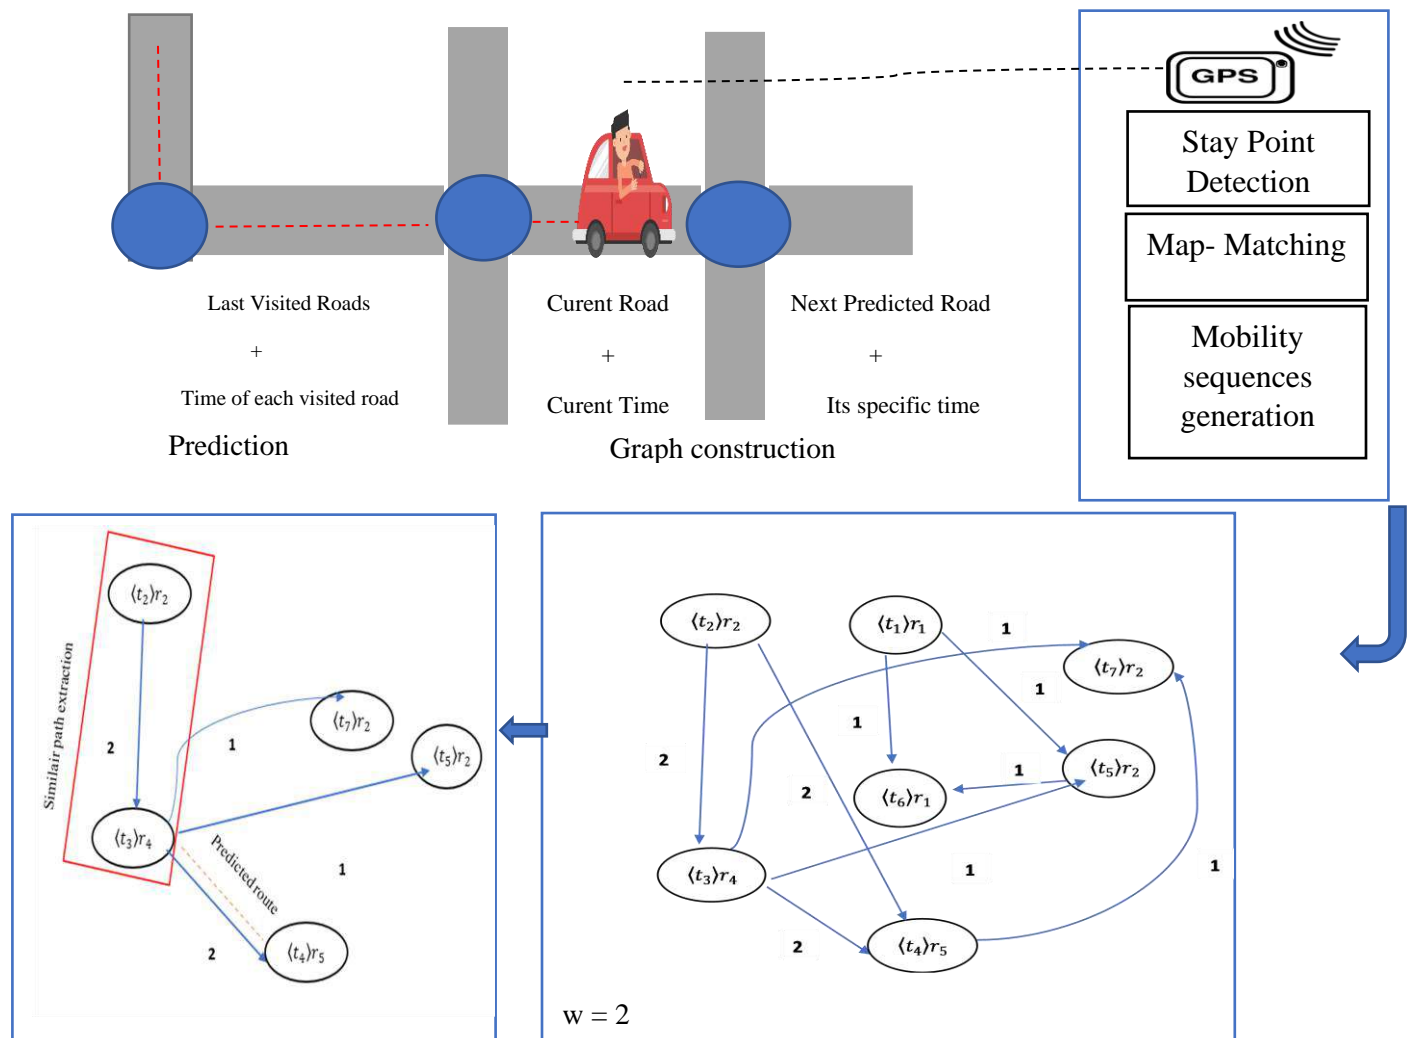 GPS
Stay Point
Detection
Map- Matching
Mobility
sequences
generation
Last Visited Roads
+
Time of each visited road
Curent Road
+
Curent Time
Next Predicted Road
+
Its specific time
Prediction
Graph construction
Similair path extraction
⟨t₂⟩r₂
2
⟨t₃⟩r₄
1
⟨t₇⟩r₂
⟨t₅⟩r₂
Predicted route
1
2
⟨t₄⟩r₅
⟨t₂⟩r₂
⟨t₁⟩r₁
1
⟨t₇⟩r₂
1
1
2
1
⟨t₅⟩r₂
2
⟨t₆⟩r₁
⟨t₃⟩r₄
1
1
2
⟨t₄⟩r₅
w = 2